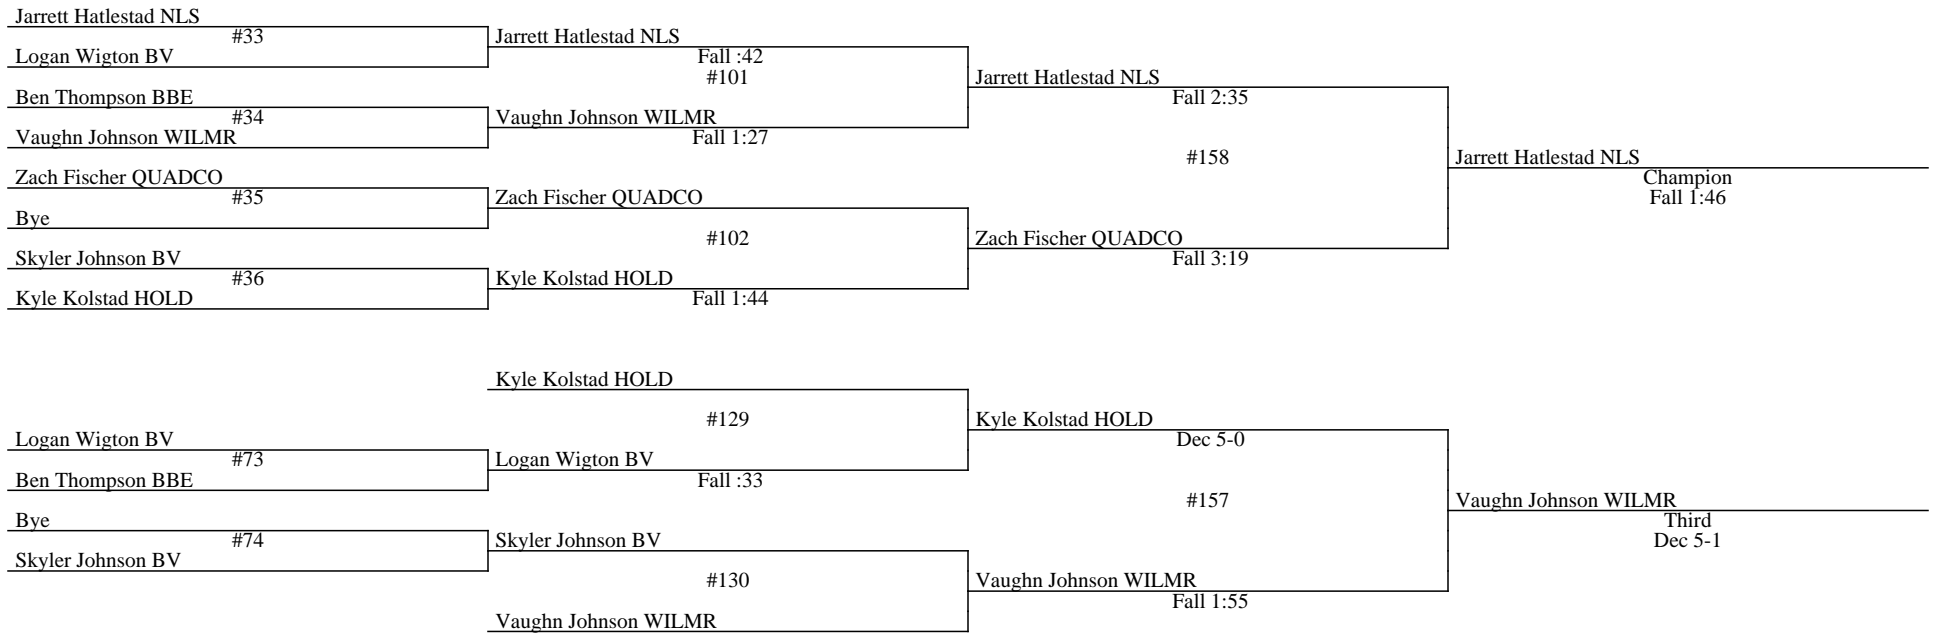 Jarrett Hatlestad NLS
#33
Logan Wigton BV
Ben Thompson BBE
#34
Vaughn Johnson WILMR
Zach Fischer QUADCO
#35
Bye
Skyler Johnson BV
#36
Kyle Kolstad HOLD
Jarrett Hatlestad NLS
Fall :42
#101
Vaughn Johnson WILMR
Fall 1:27
Zach Fischer QUADCO
#102
Kyle Kolstad HOLD
Fall 1:44
Jarrett Hatlestad NLS
Fall 2:35
#158
Zach Fischer QUADCO
Fall 3:19
Jarrett Hatlestad NLS
Champion
Fall 1:46
Logan Wigton BV
#73
Ben Thompson BBE
Bye
#74
Skyler Johnson BV
Kyle Kolstad HOLD
#129
Logan Wigton BV
Fall :33
Skyler Johnson BV
#130
Vaughn Johnson WILMR
Kyle Kolstad HOLD
Dec 5-0
#157
Vaughn Johnson WILMR
Fall 1:55
Vaughn Johnson WILMR
Third
Dec 5-1